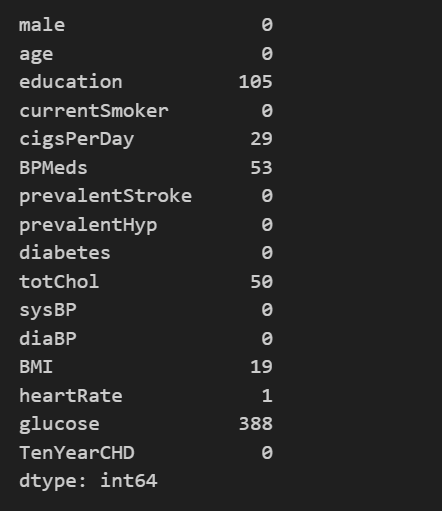 male 0
age 0
education 105
currentSmoker 0
cigsPerDay 29
BPMeds 53
prevalentStroke 0
prevalentHyp 0
diabetes 0
totChol 50
sysBP 0
diaBP 0
BMI 19
heartRate 1
glucose 388
TenYearCHD 0
dtype: int64